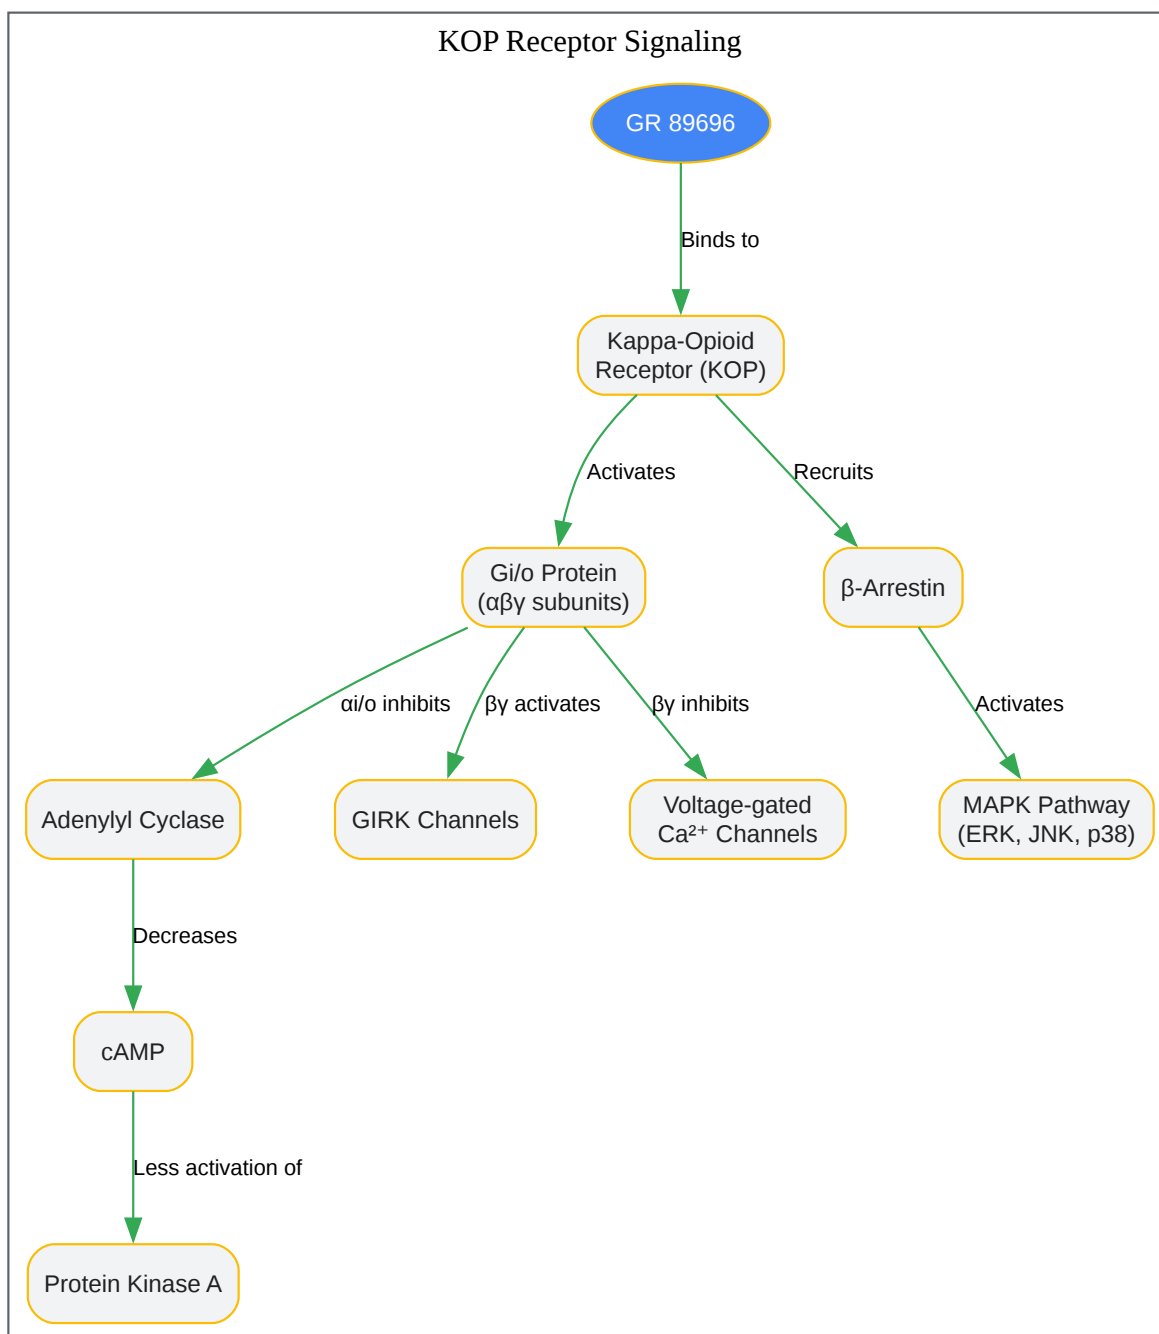 KOP Receptor Signaling
GR 89696
Binds to
Kappa-Opioid
Receptor (KOP)
Activates
Recruits
Gi/o Protein
(αβγ subunits)
β-Arrestin
αi/o inhibits
βγ activates
βγ inhibits
Activates
Adenylyl Cyclase
GIRK Channels
Voltage-gated
Ca²⁺ Channels
MAPK Pathway
(ERK, JNK, p38)
Decreases
cAMP
Less activation of
Protein Kinase A